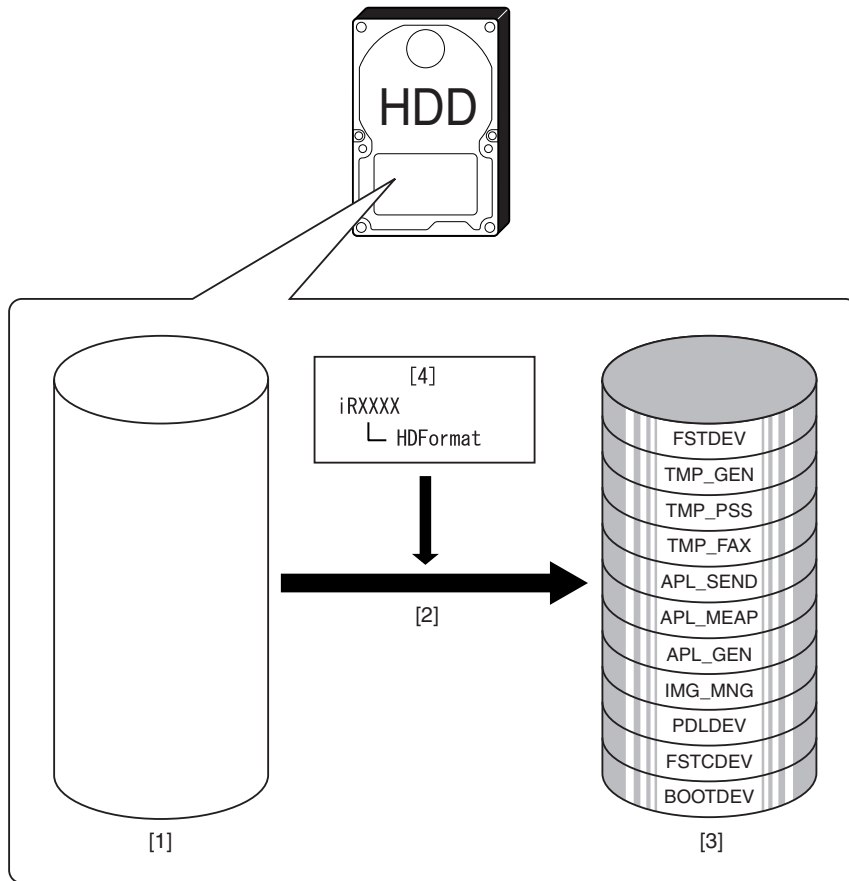 HDD
[4]
iRXXXX
HDFormat
[2]
[1]
FSTDEV
TMP_GEN
TMP_PSS
TMP_FAX
APL_SEND
APL_MEAP
APL_GEN
IMG_MNG
PDLDEV
FSTCDEV
BOOTDEV
[3]